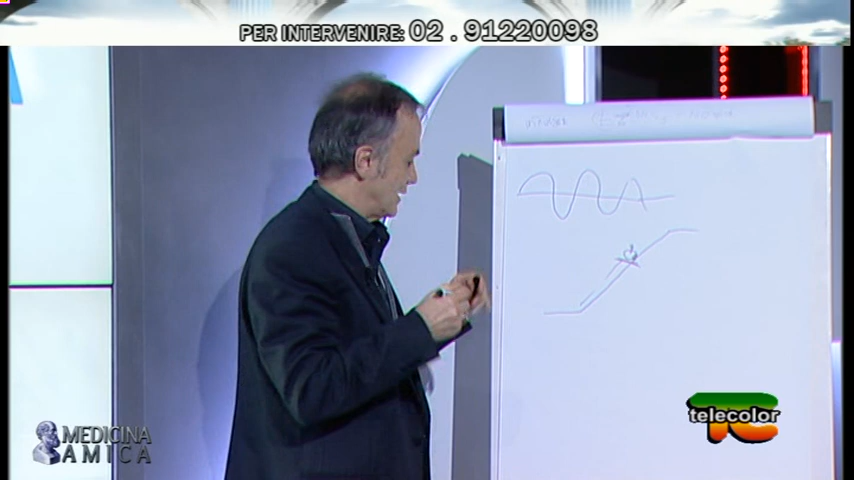 PER INTERVENIRE: 02 . 91220098
MEDICINA
AMICA
telecolor